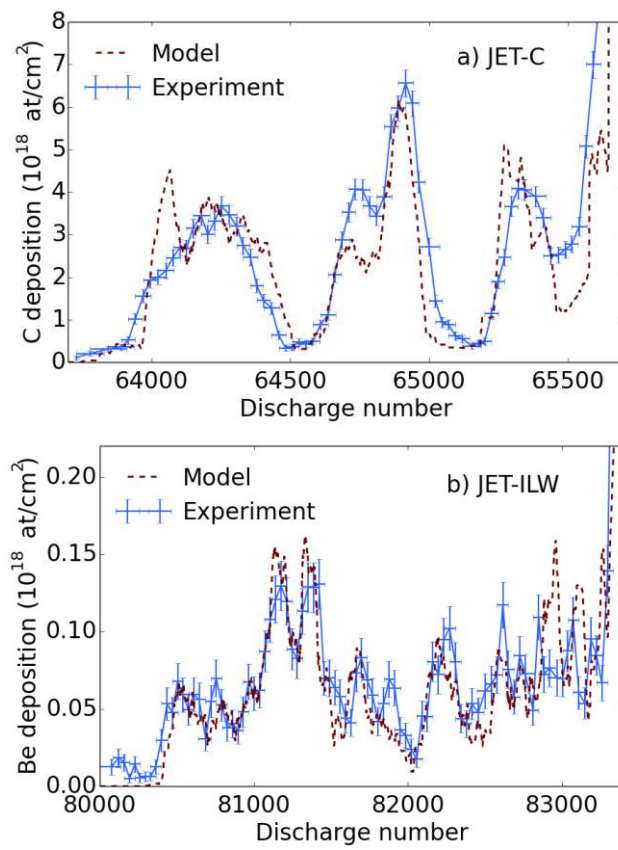 8
7
6
5
4
3
2
1
0
C deposition (10^18 at/cm^2)
Model
Experiment
a) JET-C
64000 64500 65000 65500
Discharge number
0.20
0.15
0.10
0.05
0.00
Be deposition (10^18 at/cm^2)
Model
Experiment
b) JET-ILW
80000 81000 82000 83000
Discharge number